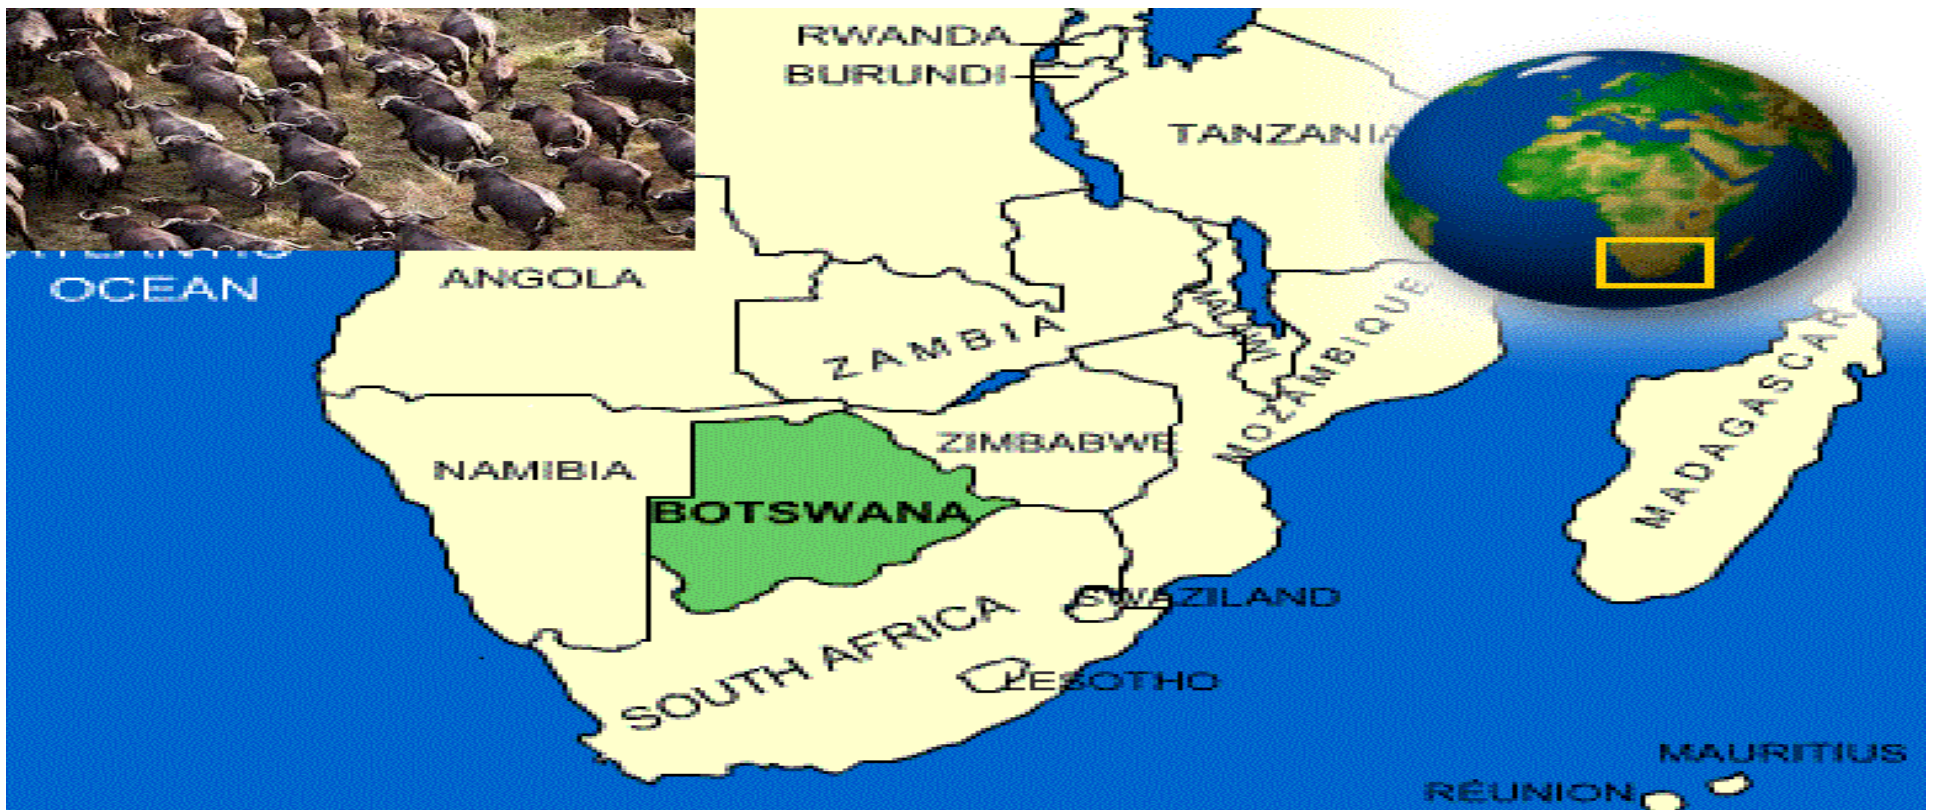 RWANDA
BURUNDI
TANZANIA
OCEAN
ANGOLA
ZAMBIA
MALAWI
MOZAMBIQUE
MADAGASCAR
NAMIBIA
ZIMBABWE
BOTSWANA
SWAZILAND
SOUTH AFRICA
LESOTHO
MAURITIUS
RÉUNION